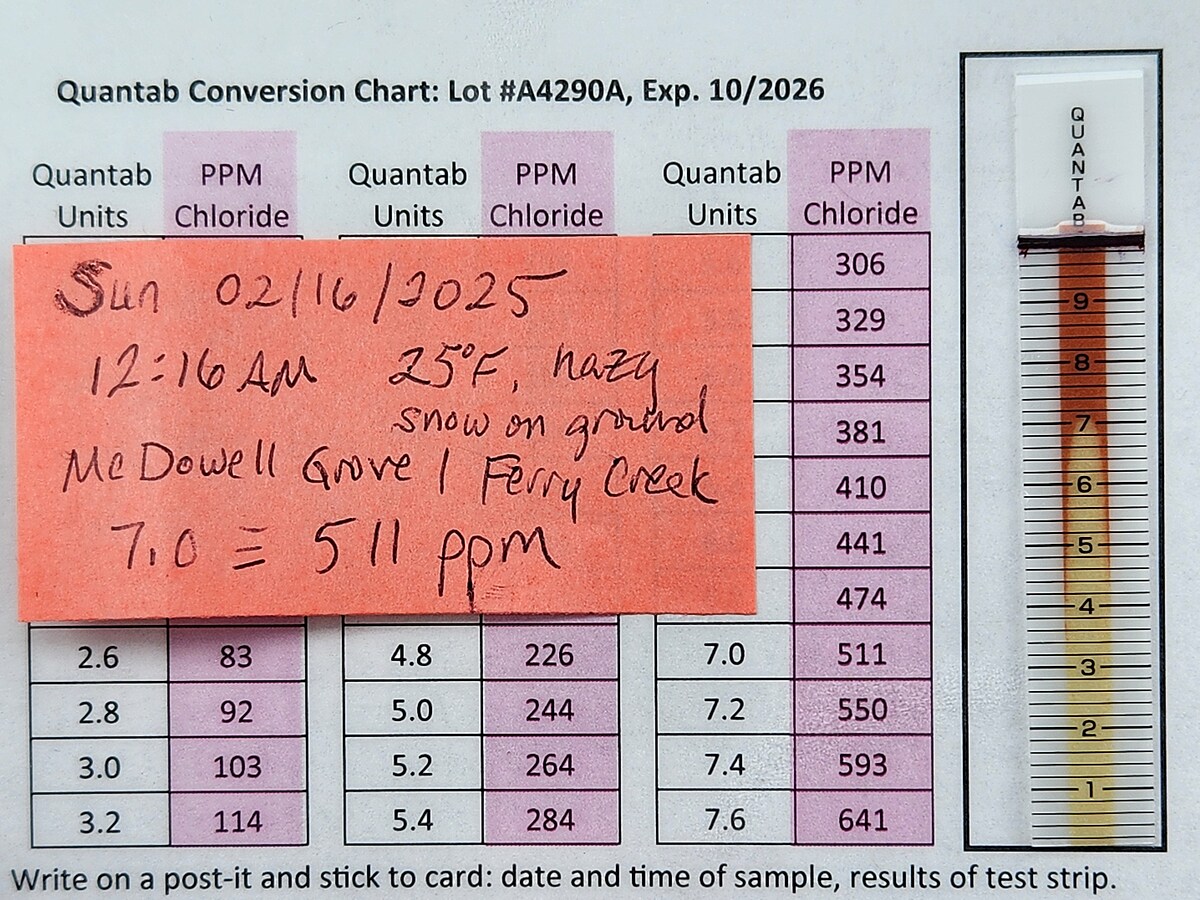 Quantab Conversion Chart: Lot #A4290A, Exp. 10/2026
Quantab Units PPM Chloride Quantab Units PPM Chloride Quantab Units PPM Chloride
306
329
354
381
410
441
474
Sun 02/16/2025
12:16 AM 25°F, hazy
snow on ground
McDowell Grove / Ferry Creek
7.0 ≡ 511 ppm
2.6 83 4.8 226 7.0 511
2.8 92 5.0 244 7.2 550
3.0 103 5.2 264 7.4 593
3.2 114 5.4 284 7.6 641
QUANTAB
9
8
7
6
5
4
3
2
1
Write on a post-it and stick to card: date and time of sample, results of test strip.